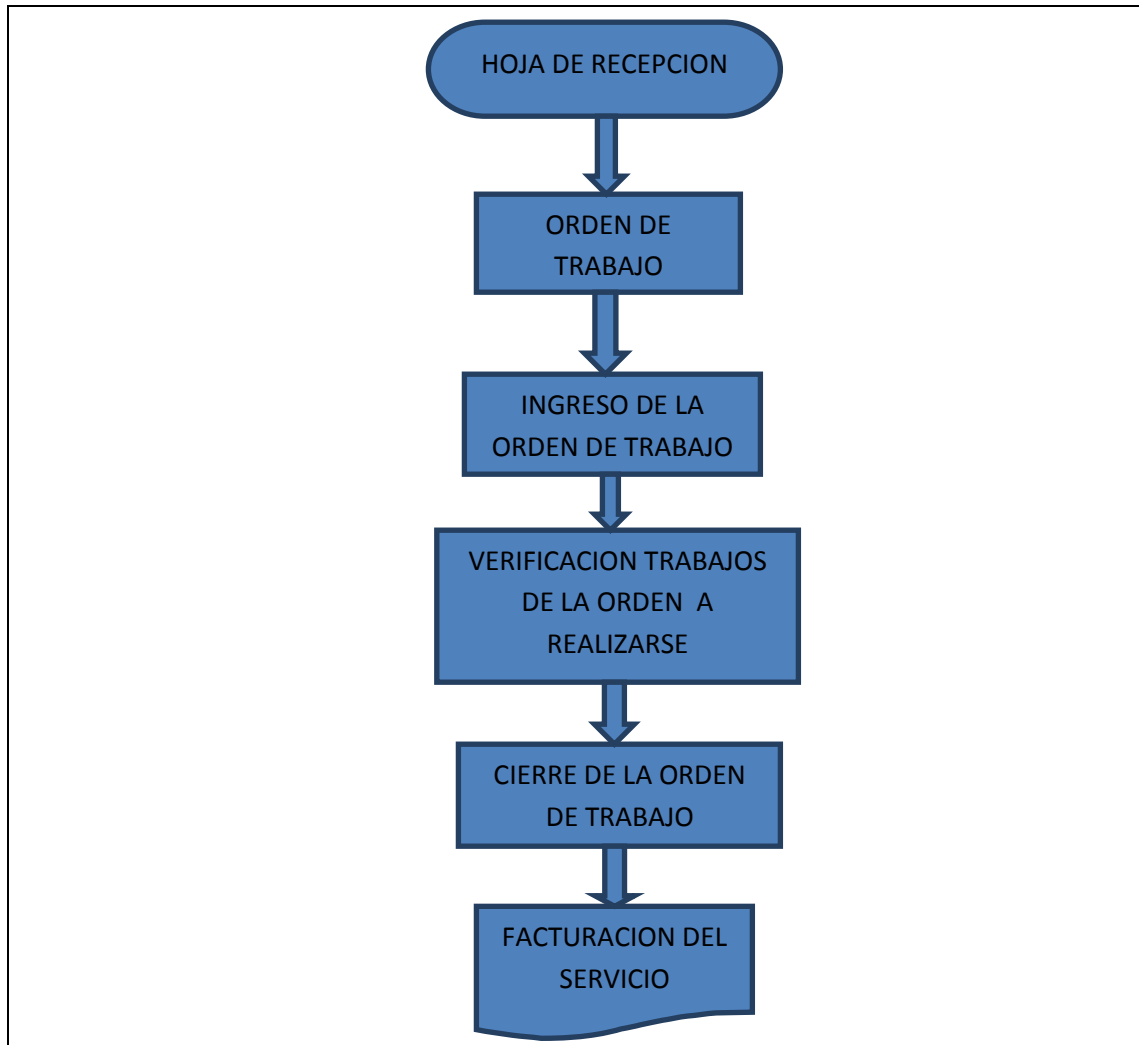 HOJA DE RECEPCION
ORDEN DE
TRABAJO
INGRESO DE LA
ORDEN DE TRABAJO
VERIFICACION TRABAJOS
DE LA ORDEN  A
REALIZARSE
CIERRE DE LA ORDEN
DE TRABAJO
FACTURACION DEL
SERVICIO